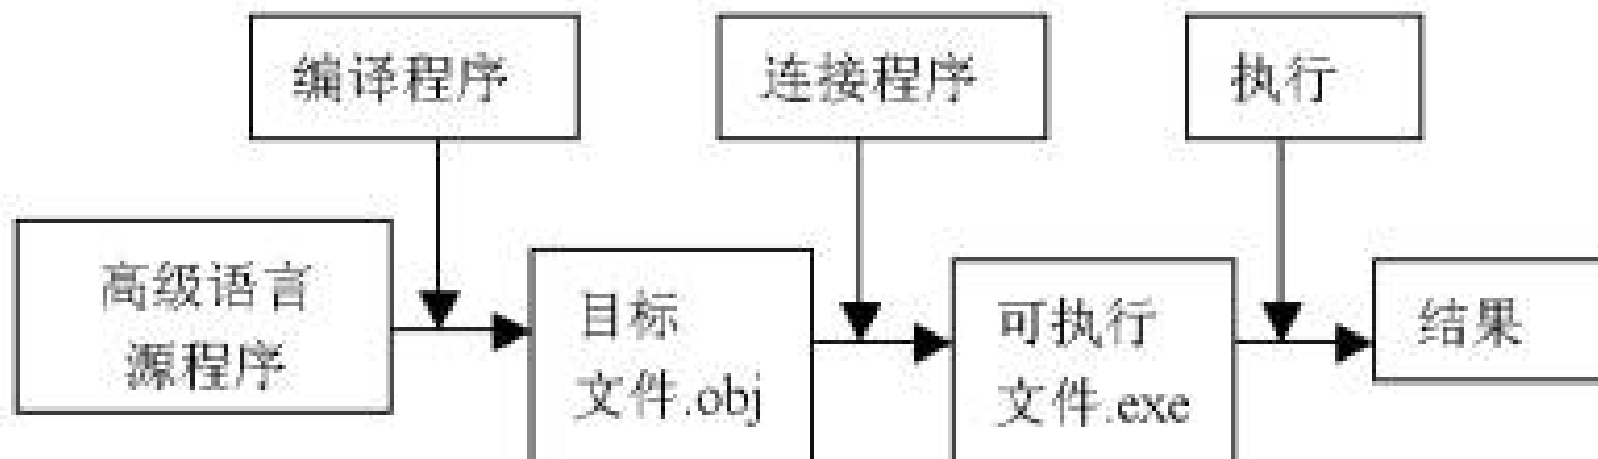 编译程序
连接程序
执行
高级语言
源程序
目标
文件.obj
可执行
文件.exe
结果